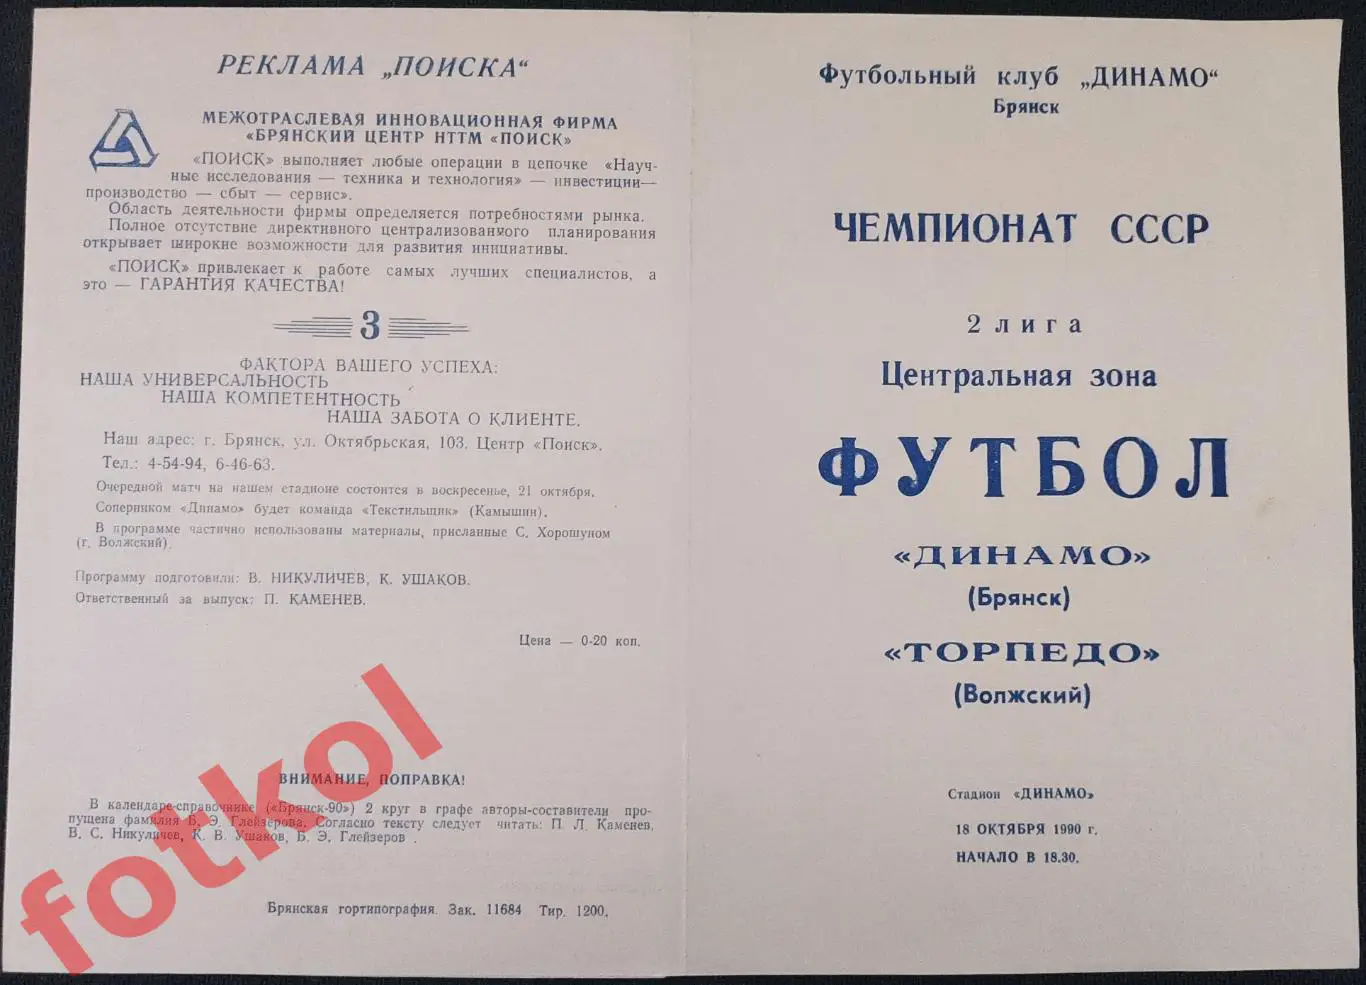 РЕКЛАМА „ПОИСКА“
МЕЖОТРАСЛЕВАЯ ИННОВАЦИОННАЯ ФИРМА
«БРЯНСКИЙ ЦЕНТР НТТМ «ПОИСК»
«ПОИСК» выполняет любые операции в цепочке «Науч-
ные исследования — техника и технология» — инвестиции—
производство — сбыт — сервис».
Область деятельности фирмы определяется потребностями рынка.
Полное отсутствие директивного централизованного планирования
открывает широкие возможности для развития инициативы.
«ПОИСК» привлекает к работе самых лучших специалистов, а
это — ГАРАНТИЯ КАЧЕСТВА!
3
ФАКТОРА ВАШЕГО УСПЕХА:
НАША УНИВЕРСАЛЬНОСТЬ
НАША КОМПЕТЕНТНОСТЬ
НАША ЗАБОТА О КЛИЕНТЕ.
Наш адрес: г. Брянск, ул. Октябрьская, 103. Центр «Поиск».
Тел.: 4-54-94, 6-46-63.
Очередной матч на нашем стадионе состоится в воскресенье, 21 октября.
Соперником «Динамо» будет команда «Текстильщик» (Камышин).
В программе частично использованы материалы, присланные С. Хорошуном
(г. Волжский).
Программу подготовили: В. НИКУЛИЧЕВ, К. УШАКОВ.
Ответственный за выпуск: П. КАМЕНЕВ.
Цена — 0-20 коп.
ВНИМАНИЕ, ПОПРАВКА!
В календаре-справочнике («Брянск-90») 2 круг в графе авторы-составители про-
пущена фамилия Б. Э. Глейзерова. Согласно тексту следует читать: П. Л. Каменев,
В. С. Никуличев, К. В. Ушаков, Б. Э. Глейзеров .
Брянская гортипография. Зак. 11684 Тир. 1200.
fotkol
Футбольный клуб „ДИНАМО“
Брянск
ЧЕМПИОНАТ СССР
2 лига
Центральная зона
ФУТБОЛ
«ДИНАМО»
(Брянск)
«ТОРПЕДО»
(Волжский)
Стадион «ДИНАМО»
18 ОКТЯБРЯ 1990 г.
НАЧАЛО В 18.30.